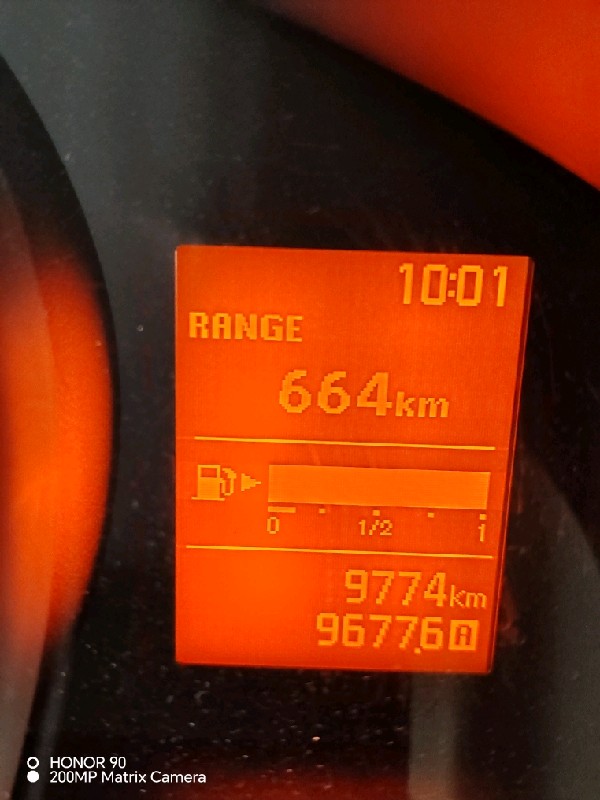 10:01
RANGE
664km
0 1/2 1
9774km
9677.6 A
HONOR 90
200MP Matrix Camera